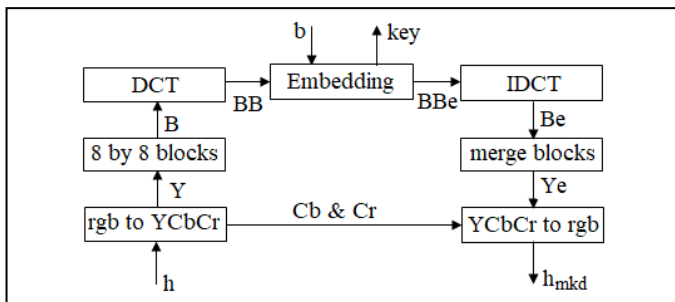 b key
DCT Embedding IDCT
BB BBe
B Be
8 by 8 blocks merge blocks
Y Ye
Cb & Cr
rgb to YCbCr YCbCr to rgb
h h_mkd